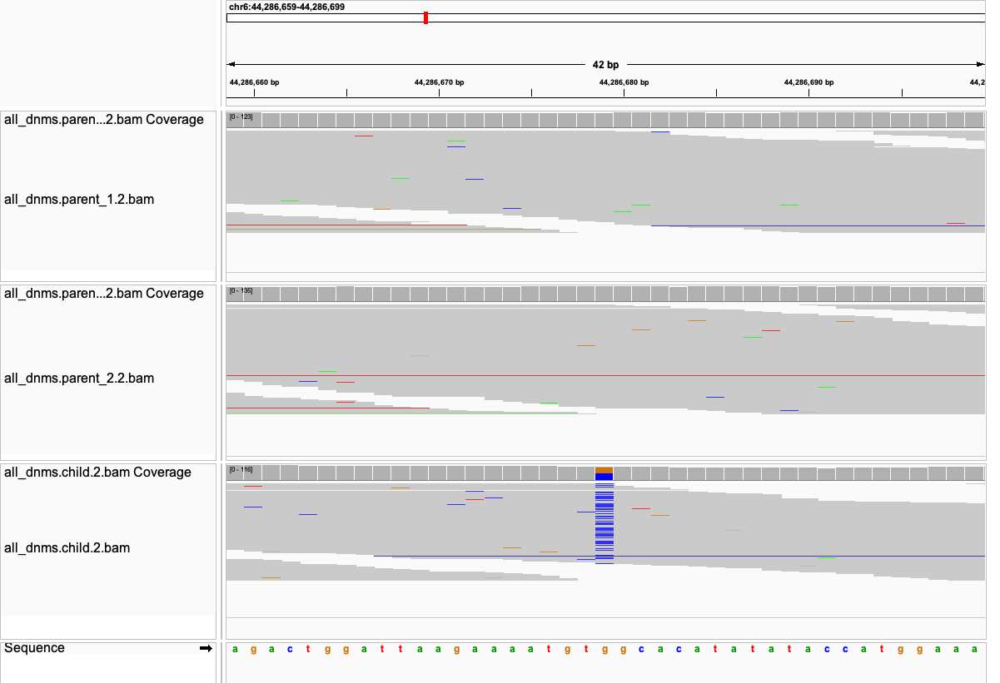 chr6:44,286,659-44,286,699
42 bp
44,286,660 bp 44,286,670 bp 44,286,680 bp 44,286,690 bp 44,2
all_dnms.paren...2.bam Coverage
[0 - 123]
all_dnms.parent_1.2.bam
all_dnms.paren...2.bam Coverage
[0 - 135]
all_dnms.parent_2.2.bam
all_dnms.child.2.bam Coverage
[0 - 116]
all_dnms.child.2.bam
Sequence
a g a c t g g a t t a a g a a a a t g t g g c a c a t a t a t a c c a t g g a a a